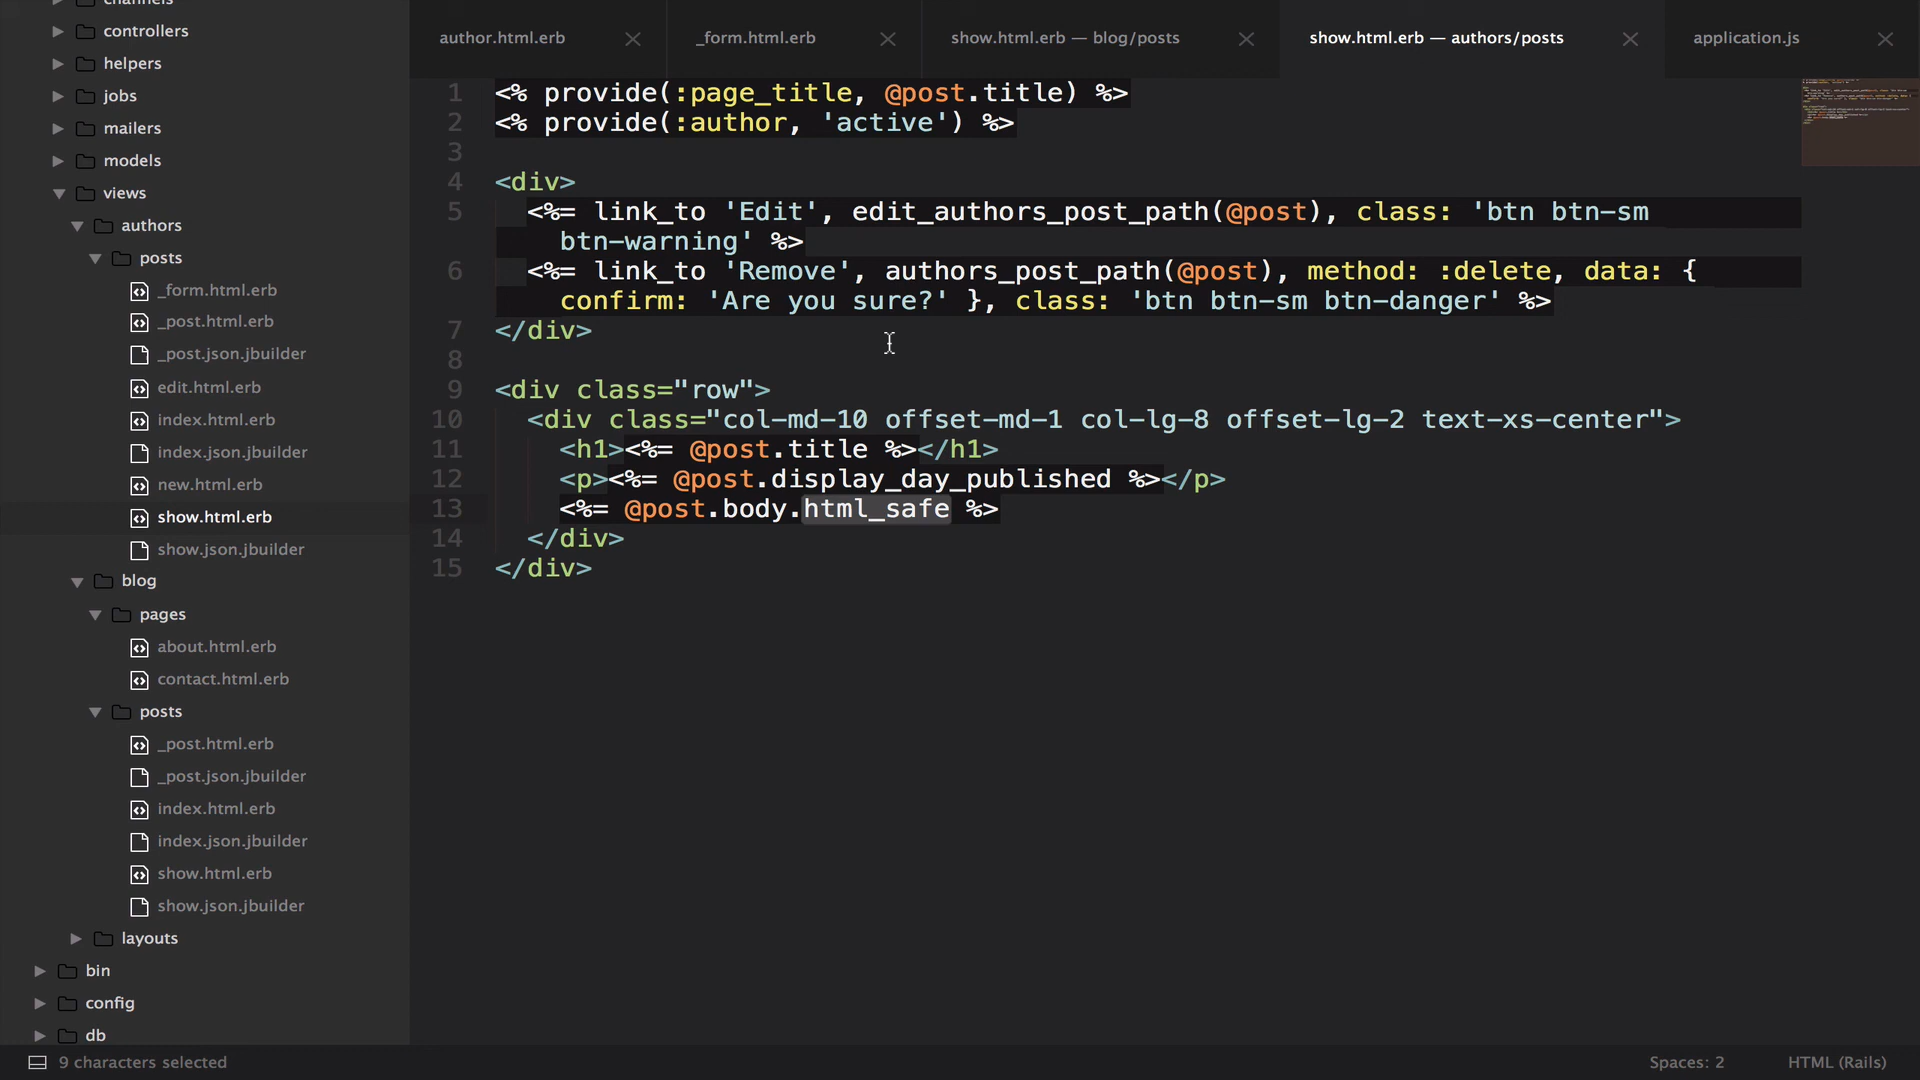 channels
controllers
helpers
jobs
mailers
models
views
authors
posts
_form.html.erb
_post.html.erb
_post.json.jbuilder
edit.html.erb
index.html.erb
index.json.jbuilder
new.html.erb
show.html.erb
show.json.jbuilder
blog
pages
about.html.erb
contact.html.erb
posts
_post.html.erb
_post.json.jbuilder
index.html.erb
index.json.jbuilder
show.html.erb
show.json.jbuilder
layouts
bin
config
db
author.html.erb
_form.html.erb
show.html.erb — blog/posts
show.html.erb — authors/posts
application.js
1 <% provide(:page_title, @post.title) %>
2 <% provide(:author, 'active') %>
3
4 <div>
5 <%= link_to 'Edit', edit_authors_post_path(@post), class: 'btn btn-sm
btn-warning' %>
6 <%= link_to 'Remove', authors_post_path(@post), method: :delete, data: {
confirm: 'Are you sure?' }, class: 'btn btn-sm btn-danger' %>
7 </div>
8
9 <div class="row">
10 <div class="col-md-10 offset-md-1 col-lg-8 offset-lg-2 text-xs-center">
11 <h1><%= @post.title %></h1>
12 <p><%= @post.display_day_published %></p>
13 <%= @post.body.html_safe %>
14 </div>
15 </div>
9 characters selected
Spaces: 2
HTML (Rails)